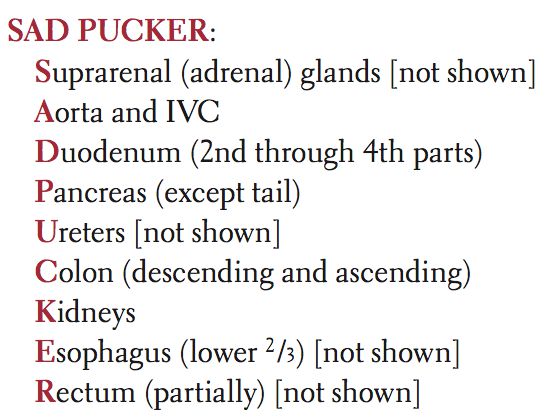 SAD PUCKER:
Suprarenal (adrenal) glands [not shown]
Aorta and IVC
Duodenum (2nd through 4th parts)
Pancreas (except tail)
Ureters [not shown]
Colon (descending and ascending)
Kidneys
Esophagus (lower 2/3) [not shown]
Rectum (partially) [not shown]